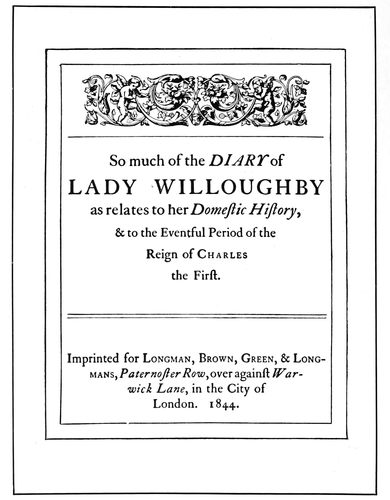 So much of the DIARY of
LADY WILLOUGHBY
as relates to her Domeſtic Hiſtory,
& to the Eventful Period of the
Reign of CHARLES
the Firſt.
Imprinted for LONGMAN, BROWN, GREEN, & LONG-
MANS, Paternoſter Row, over againſt War-
wick Lane, in the City of
London. 1844.